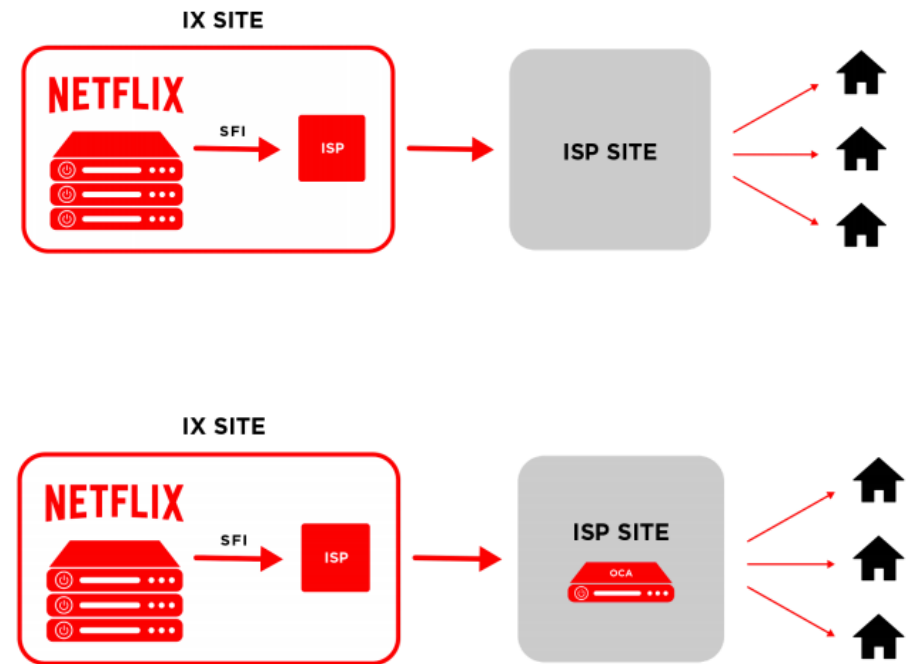 IX SITE
NETFLIX
SFI
ISP
ISP SITE
IX SITE
NETFLIX
SFI
ISP
ISP SITE
OCA